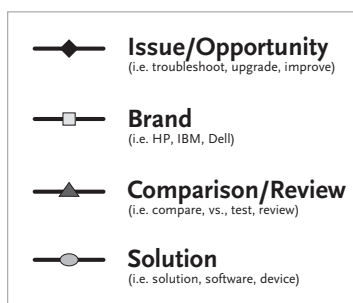 Issue/Opportunity
(i.e. troubleshoot, upgrade, improve)
Brand
(i.e. HP, IBM, Dell)
Comparison/Review
(i.e. compare, vs., test, review)
Solution
(i.e. solution, software, device)